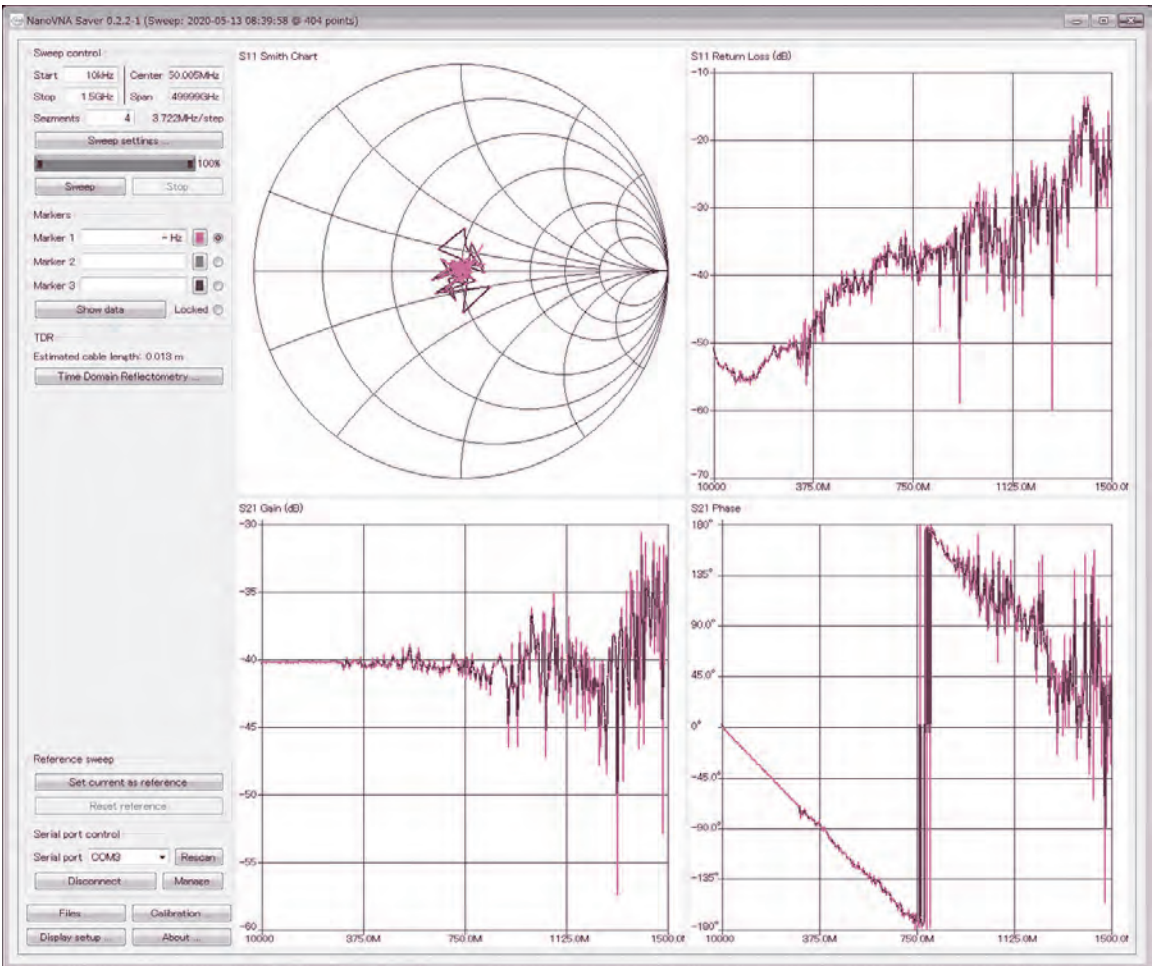 NanoVNA Saver 0.2.2-1 (Sweep: 2020-05-13 08:39:58 @ 404 points)
Sweep control
Start 10kHz Center 50.005MHz
Stop 1.5GHz Span 49999GHz
Segments 4 3.722MHz/step
Sweep settings ...
100%
Sweep Stop
Markers
Marker 1 - Hz
Marker 2
Marker 3
Show data Locked
TDR
Estimated cable length: 0.013 m
Time Domain Reflectometry ...
Reference sweep
Set current as reference
Reset reference
Serial port control
Serial port COM3 Rescan
Disconnect Manage
Files Calibration ...
Display setup ... About ...
S11 Smith Chart
S11 Return Loss (dB)
-10
-20
-30
-40
-50
-60
-70
10000 375.0M 750.0M 1125.0M 1500.0
S21 Gain (dB)
-30
-35
-40
-45
-50
-55
-60
10000 375.0M 750.0M 1125.0M 1500.0
S21 Phase
180°
135°
90.0°
45.0°
0°
-45.0°
-90.0°
-135°
-180°
10000 375.0M 750.0M 1125.0M 1500.0